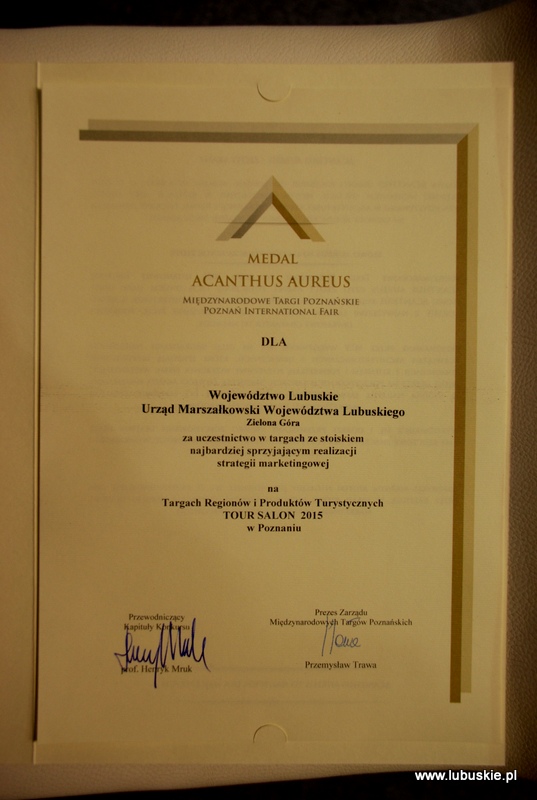 MEDAL
ACANTHUS AUREUS
MIĘDZYNARODOWE TARGI POZNAŃSKIE
POZNAŃ INTERNATIONAL FAIR
DLA
Województwo Lubuskie
Urząd Marszałkowski Województwa Lubuskiego
Zielona Góra
za uczestnictwo w targach ze stoiskiem
najbardziej sprzyjającym realizacji
strategii marketingowej
na
Targach Regionów i Produktów Turystycznych
TOUR SALON 2015
w Poznaniu
Przewodniczący
Kapituły Konkursu
prof. Henryk Mruk
Prezes Zarządu
Międzynarodowych Targów Poznańskich
Przemysław Trawa
www.lubuskie.pl